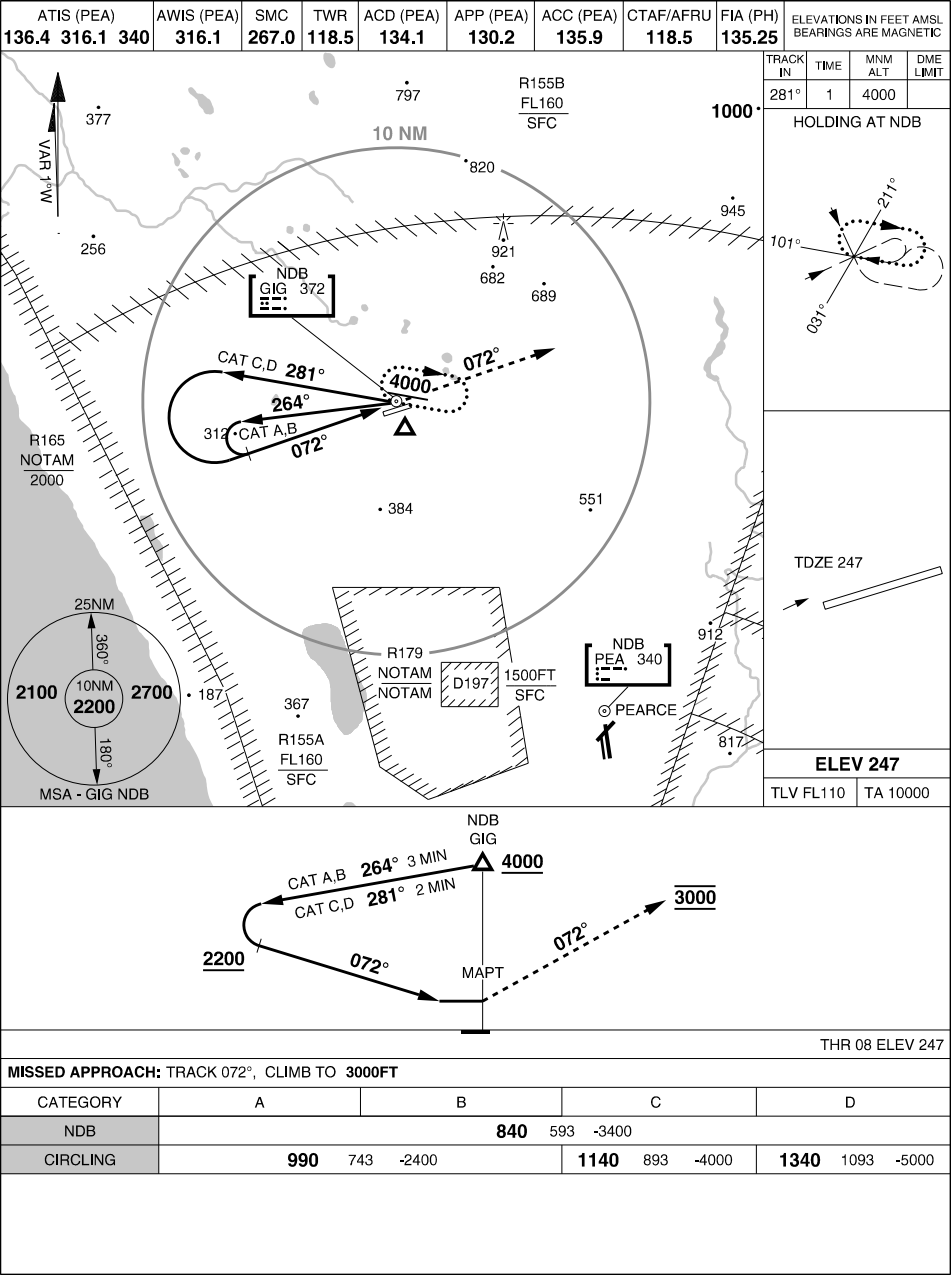 ATIS (PEA) AWIS (PEA) SMC TWR ACD (PEA) APP (PEA) ACC (PEA) CTAF/AFRU FIA (PH) ELEVATIONS IN FEET AMSL
136.4 316.1 340 316.1 267.0 118.5 134.1 130.2 135.9 118.5 135.25 BEARINGS ARE MAGNETIC
TRACK IN TIME MNM ALT DME LIMIT
281° 1 4000
HOLDING AT NDB
211°
101°
031°
VAR 1°W
377
797
R155B
FL160
SFC
1000
10 NM
820
945
256
921
682
689
NDB
GIG 372
CAT C,D 281°
4000
072°
264°
312 CAT A,B
072°
R165
NOTAM
2000
384
551
TDZE 247
25NM
360°
2100
10NM
2200
2700
180°
MSA - GIG NDB
187
367
R155A
FL160
SFC
R179
NOTAM
NOTAM
D197
1500FT
SFC
NDB
PEA 340
PEARCE
912
817
ELEV 247
TLV FL110 TA 10000
NDB
GIG
4000
CAT A,B 264° 3 MIN
CAT C,D 281° 2 MIN
3000
2200
072°
MAPT
072°
THR 08 ELEV 247
MISSED APPROACH: TRACK 072°, CLIMB TO 3000FT
CATEGORY A B C D
NDB 840 593 -3400
CIRCLING 990 743 -2400 1140 893 -4000 1340 1093 -5000